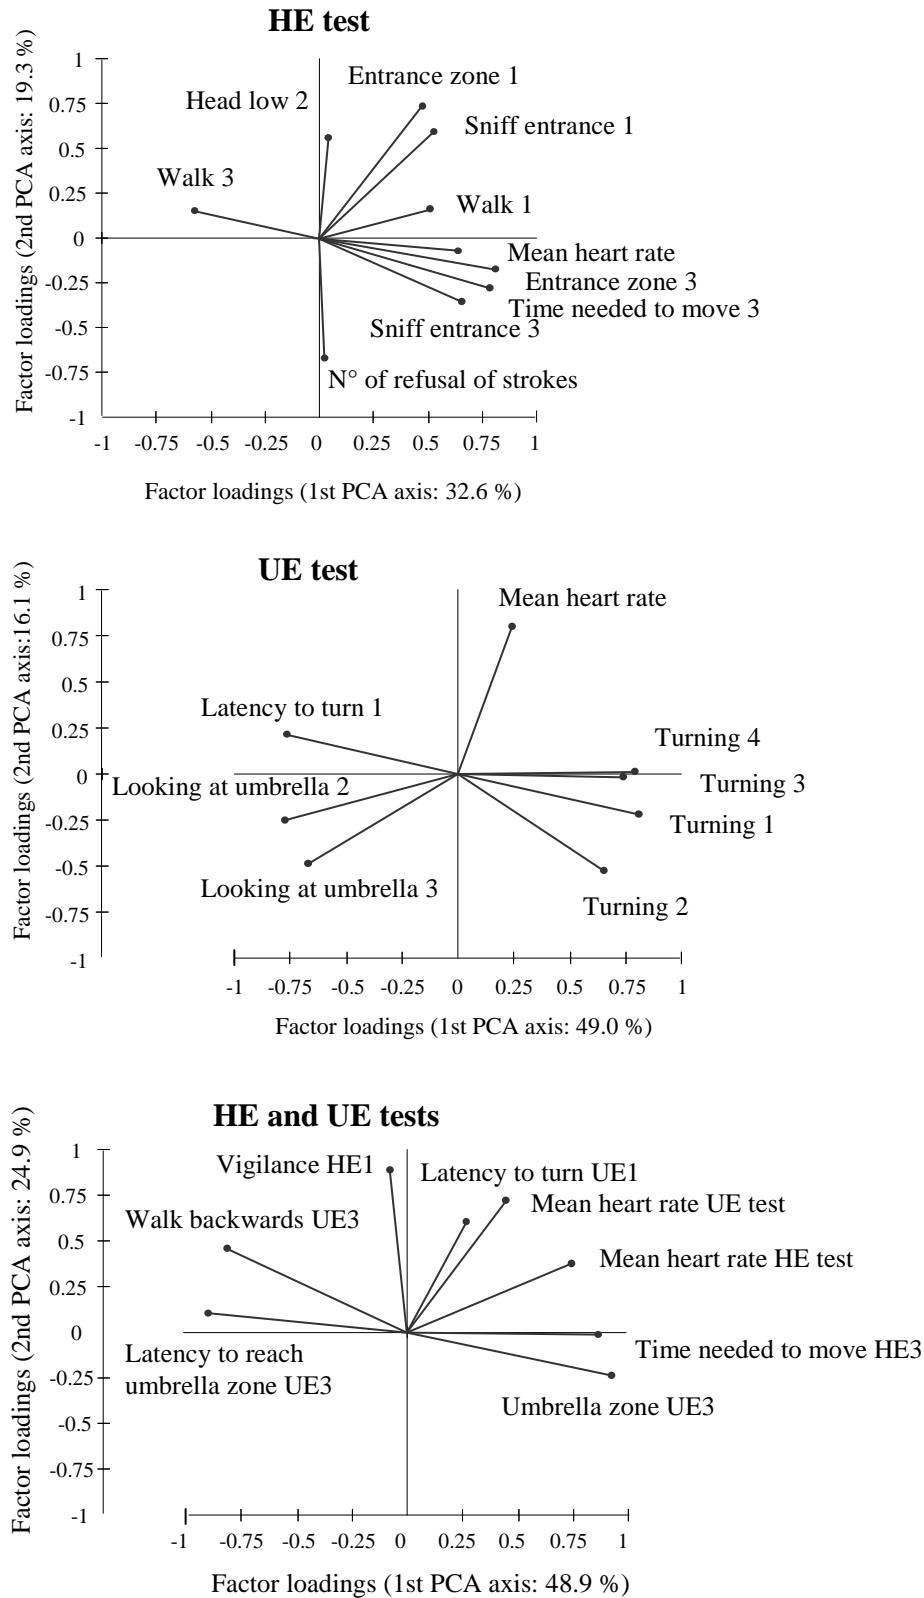 HE test
Factor loadings (2nd PCA axis: 19.3 %)
1
0.75
0.5
0.25
0
-0.25
-0.5
-0.75
-1
Entrance zone 1
Head low 2
Sniff entrance 1
Walk 3
Walk 1
Mean heart rate
Entrance zone 3
Time needed to move 3
Sniff entrance 3
N° of refusal of strokes
-1 -0.75 -0.5 -0.25 0 0.25 0.5 0.75 1
Factor loadings (1st PCA axis: 32.6 %)
UE test
Factor loadings (2nd PCA axis:16.1 %)
1
0.75
0.5
0.25
0
-0.25
-0.5
-0.75
-1
Mean heart rate
Latency to turn 1
Turning 4
Looking at umbrella 2
Turning 3
Turning 1
Looking at umbrella 3
Turning 2
-1 -0.75 -0.5 -0.25 0 0.25 0.5 0.75 1
Factor loadings (1st PCA axis: 49.0 %)
HE and UE tests
Factor loadings (2nd PCA axis: 24.9 %)
1
0.75
0.5
0.25
0
-0.25
-0.5
-0.75
-1
Vigilance HE1
Latency to turn UE1
Mean heart rate UE test
Walk backwards UE3
Mean heart rate HE test
Time needed to move HE3
Latency to reach
umbrella zone UE3
Umbrella zone UE3
-1 -0.75 -0.5 -0.25 0 0.25 0.5 0.75 1
Factor loadings (1st PCA axis: 48.9 %)